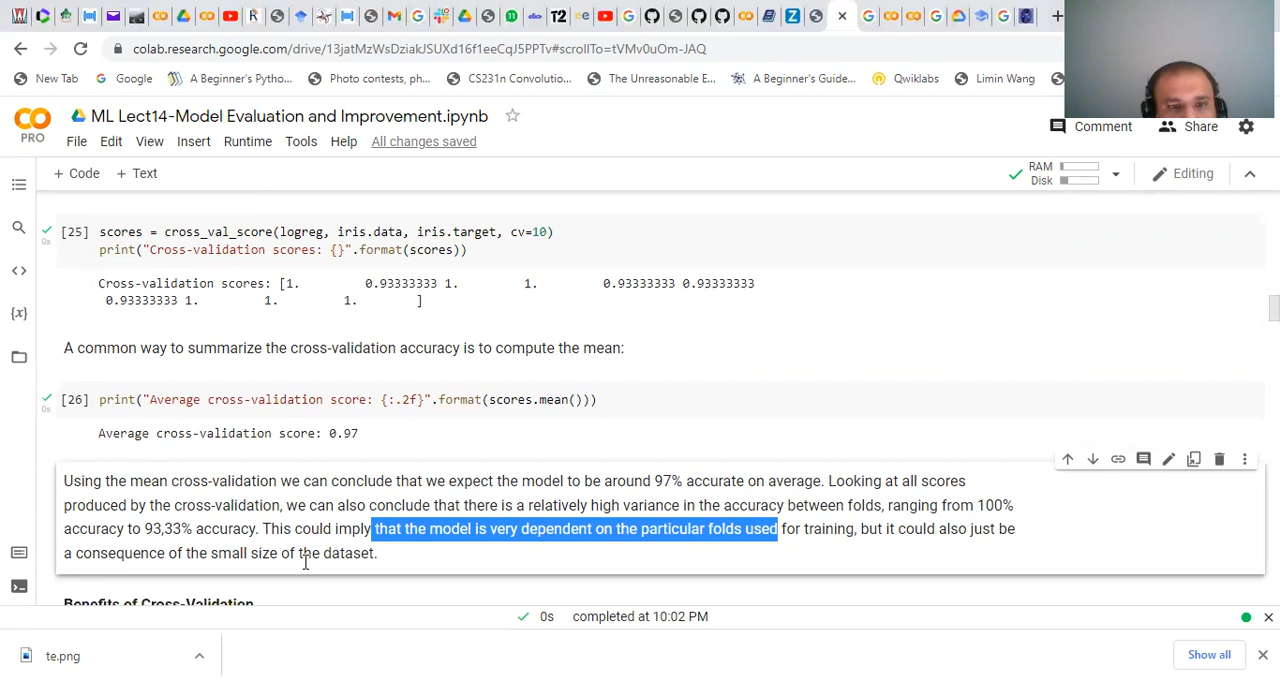 colab.research.google.com/drive/13jatMzWsDziakJSUXd16f1eeCqJ5PPTv#scrollTo=tVMv0uOm-JAQ
New Tab Google A Beginner's Pytho... Photo contests, ph... CS231n Convolutio... The Unreasonable E... A Beginner's Guide... Qwiklabs Limin Wang
ML Lect14-Model Evaluation and Improvement.ipynb
PRO
File Edit View Insert Runtime Tools Help All changes saved
Comment Share
+ Code + Text
RAM
Disk
Editing
[25] scores = cross_val_score(logreg, iris.data, iris.target, cv=10)
0s
print("Cross-validation scores: {}".format(scores))
Cross-validation scores: [1. 0.93333333 1. 1. 0.93333333 0.93333333
0.93333333 1. 1. 1. ]
A common way to summarize the cross-validation accuracy is to compute the mean:
[26] print("Average cross-validation score: {:.2f}".format(scores.mean()))
0s
Average cross-validation score: 0.97
Using the mean cross-validation we can conclude that we expect the model to be around 97% accurate on average. Looking at all scores
produced by the cross-validation, we can also conclude that there is a relatively high variance in the accuracy between folds, ranging from 100%
accuracy to 93,33% accuracy. This could imply that the model is very dependent on the particular folds used for training, but it could also just be
a consequence of the small size of the dataset.
Benefits of Cross-Validation
0s completed at 10:02 PM
te.png
Show all